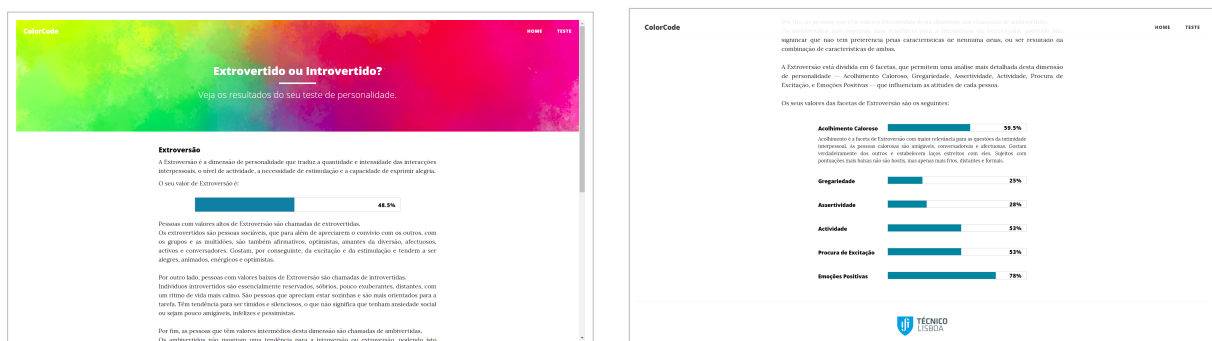 ColorCode
HOME TESTE
Extrovertido ou Introvertido?
Veja os resultados do seu teste de personalidade.
Extroversão
A Extroversão é a dimensão de personalidade que traduz a quantidade e intensidade das interacções
interpessoais, o nível de actividade, a necessidade de estimulação e a capacidade de exprimir alegria.
O seu valor de Extroversão é:
48.5%
Pessoas com valores altos de Extroversão são chamadas de extrovertidas.
Os extrovertidos são pessoas sociáveis, que para além de apreciarem o convívio com os outros, com
os grupos e as multidões, são também afirmativos, optimistas, amantes da diversão, afectuosos,
activos e conversadores. Gostam, por conseguinte, da excitação e da estimulação e tendem a ser
alegres, animados, enérgicos e optimistas.
Por outro lado, pessoas com valores baixos de Extroversão são chamadas de introvertidas.
Indivíduos introvertidos são essencialmente reservados, sóbrios, pouco exuberantes, distantes, com
um ritmo de vida mais calmo. São pessoas que apreciam estar sozinhas e são mais orientados para a
tarefa. Têm tendência para ser tímidos e silenciosos, o que não significa que tenham ansiedade social
ou sejam pouco amigáveis, infelizes e pessimistas.
Por fim, as pessoas que têm valores intermédios desta dimensão são chamadas de ambivertidas.
Os ambivertidos não mostram uma tendência para a introversão ou extroversão, podendo isto
ColorCode
HOME TESTE
significar que não têm preferência pelas características de nenhuma delas, ou ser resultado da
combinação de características de ambas.
A Extroversão está dividida em 6 facetas, que permitem uma análise mais detalhada desta dimensão
de personalidade — Acolhimento Caloroso, Gregariedade, Assertividade, Actividade, Procura de
Excitação, e Emoções Positivas — que influenciam as atitudes de cada pessoa.
Os seus valores das facetas de Extroversão são os seguintes:
Acolhimento Caloroso 59.5%
Acolhimento é a faceta de Extroversão com maior relevância para as questões da intimidade
interpessoal. As pessoas calorosas são amigáveis, conversadoras e afectuosas. Gostam
verdadeiramente dos outros e estabelecem laços estreitos com eles. Sujeitos com
pontuações mais baixas não são hostis, mas apenas mais frios, distantes e formais.
Gregariedade 25%
Assertividade 28%
Actividade 53%
Procura de Excitação 53%
Emoções Positivas 78%
TÉCNICO
LISBOA